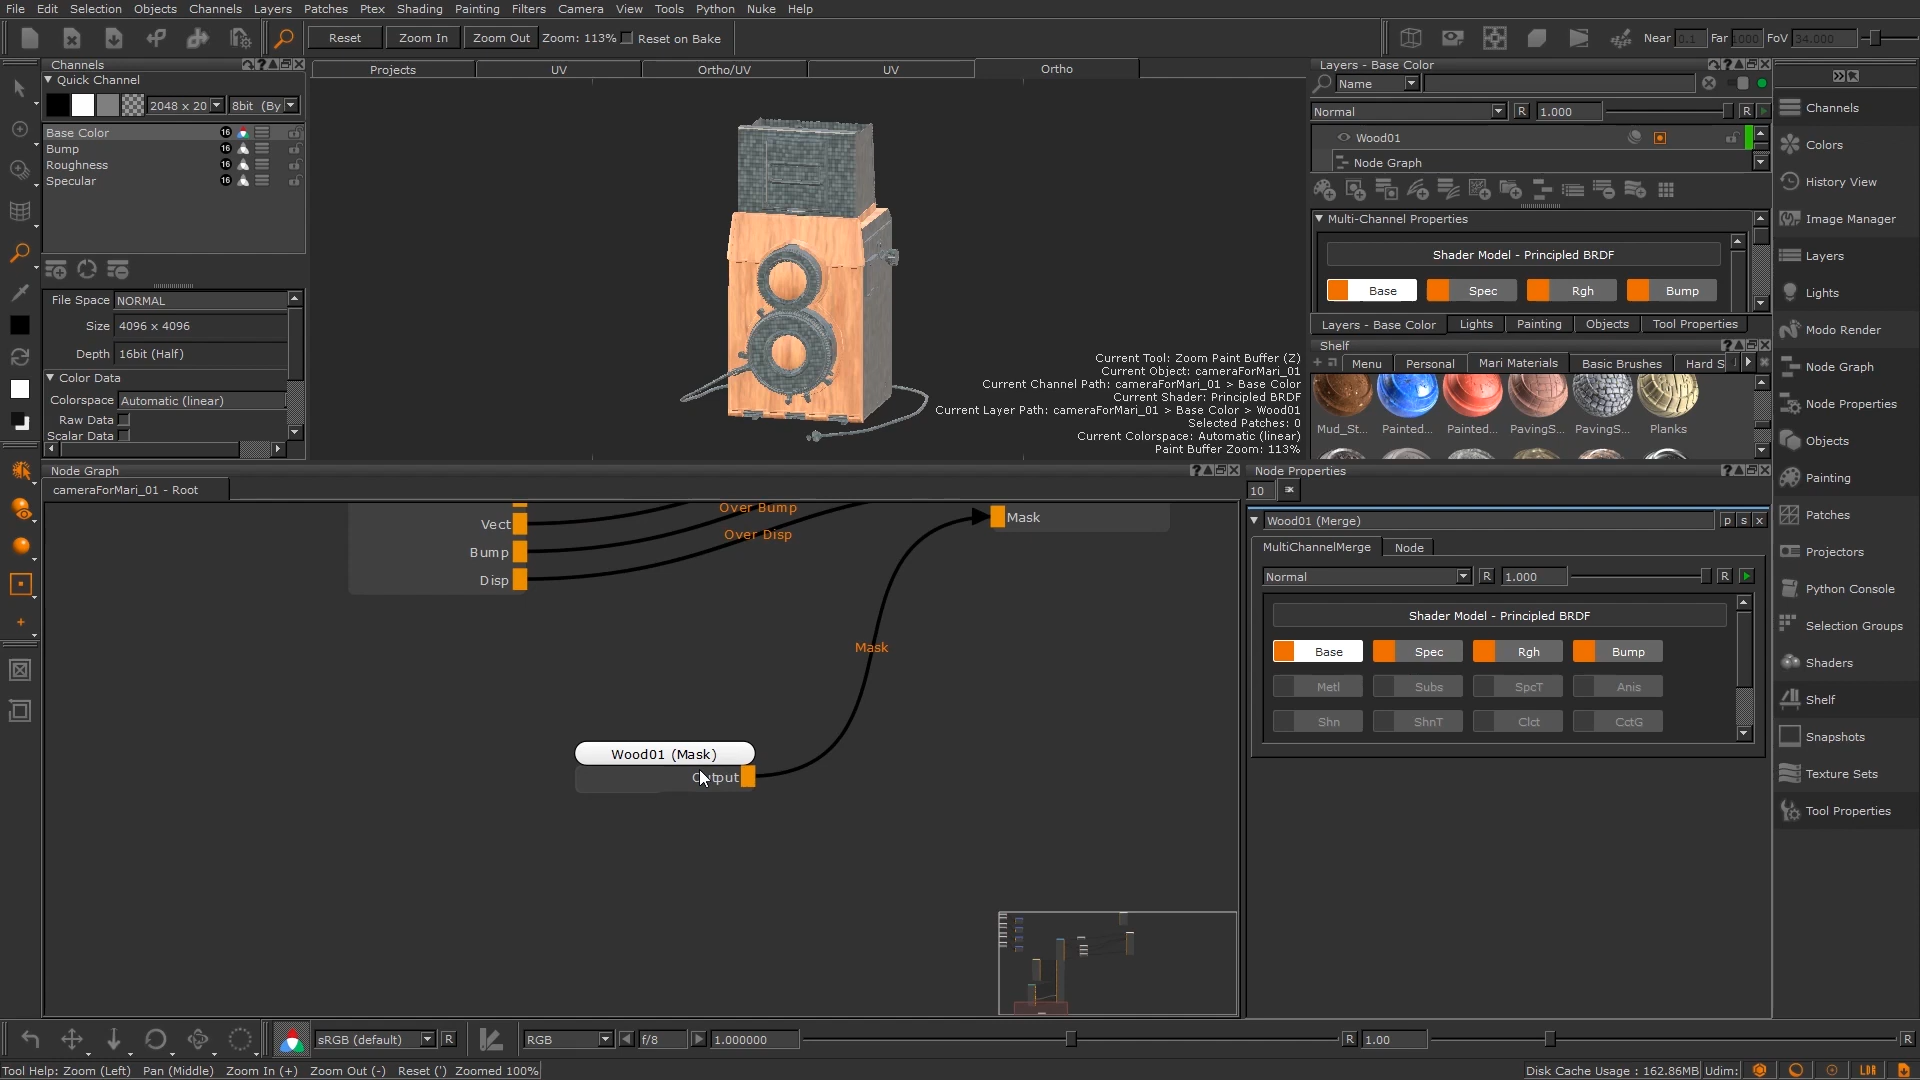 File Edit Selection Objects Channels Layers Patches Ptex Shading Painting Filters Camera View Tools Python Nuke Help
Reset Zoom In Zoom Out Zoom: 113% Reset on Bake Near 0.1 Far 1000 FoV 34.000
Channels
Quick Channel
2048 x 20 8bit (By
Base Color 16
Bump 16
Roughness 16
Specular 16
File Space NORMAL
Size 4096 x 4096
Depth 16bit (Half)
Color Data
Colorspace Automatic (linear)
Raw Data
Scalar Data
Projects UV Ortho/UV UV Ortho
Current Tool: Zoom Paint Buffer (Z)
Current Object: cameraForMari_01
Current Channel Path: cameraForMari_01 > Base Color
Current Shader: Principled BRDF
Current Layer Path: cameraForMari_01 > Base Color > Wood01
Selected Patches: 0
Current Colorspace: Automatic (linear)
Paint Buffer Zoom: 113%
Layers - Base Color
Name
Normal R 1.000 R
Wood01
Node Graph
Multi-Channel Properties
Shader Model - Principled BRDF
Base Spec Rgh Bump
Layers - Base Color Lights Painting Objects Tool Properties
Shelf
Menu Personal Mari Materials Basic Brushes Hard S
Mud_St... Painted... Painted... PavingS... PavingS... Planks
Channels
Colors
History View
Image Manager
Layers
Lights
Modo Render
Node Graph
Node Properties
Objects
Painting
Patches
Projectors
Python Console
Selection Groups
Shaders
Shelf
Snapshots
Texture Sets
Tool Properties
Node Graph
cameraForMari_01 - Root
Vect
Bump
Disp
Over Bump
Over Disp
Mask
Mask
Wood01 (Mask)
Output
Node Properties
10
Wood01 (Merge) p s x
MultiChannelMerge Node
Normal R 1.000 R
Shader Model - Principled BRDF
Base Spec Rgh Bump
Metl Subs SpcT Anis
Shn ShnT Clct CctG
sRGB (default) R RGB f/8 1.000000 R 1.00 R
Tool Help: Zoom (Left) Pan (Middle) Zoom In (+) Zoom Out (-) Reset (') Zoomed 100% Disk Cache Usage : 162.86MB Udim: LDR